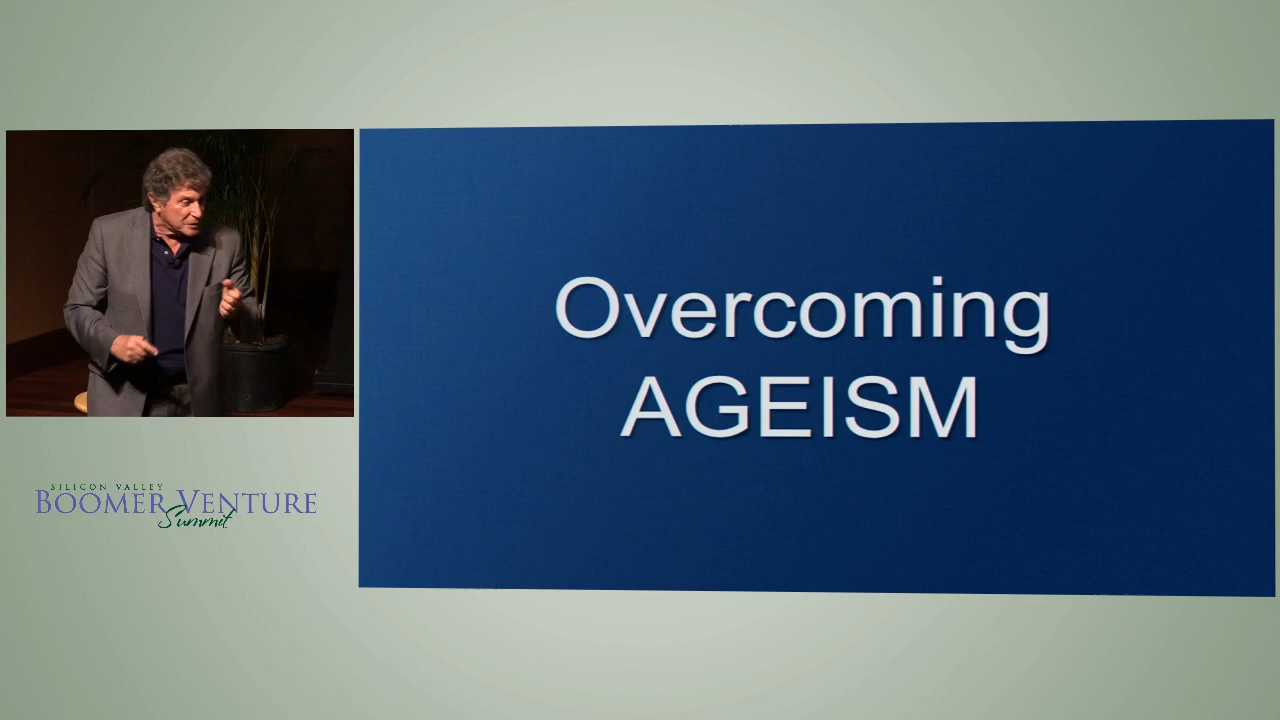 Overcoming
AGEISM
SILICON VALLEY
BOOMER VENTURE
Summit